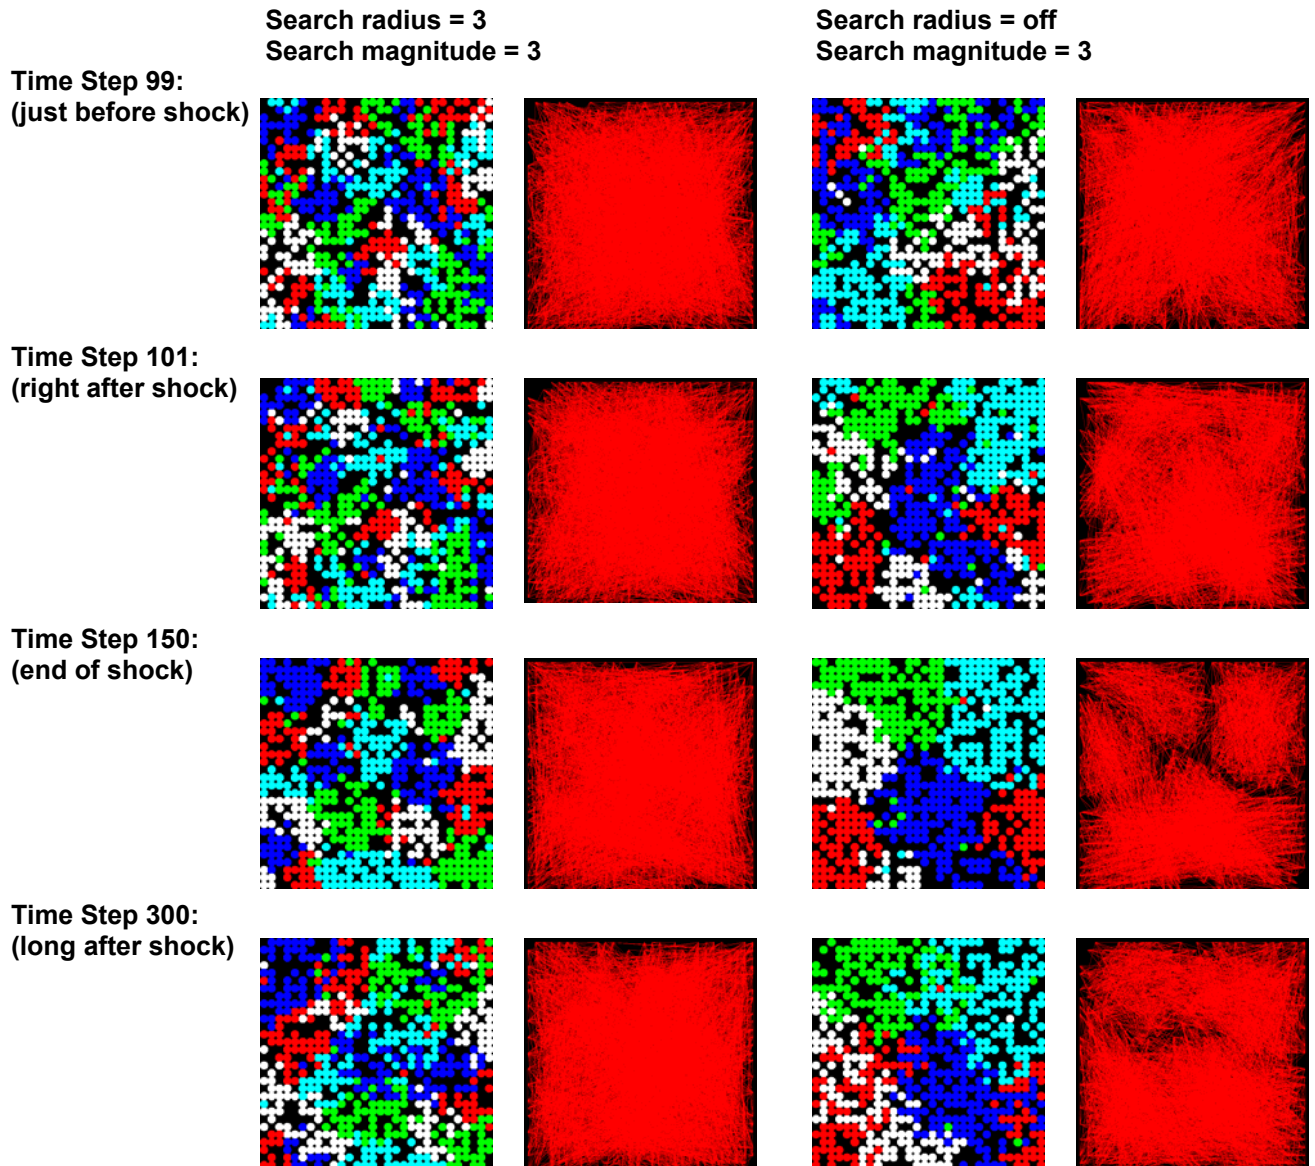 Search radius = 3
Search magnitude = 3
Search radius = off
Search magnitude = 3
Time Step 99:
(just before shock)
Time Step 101:
(right after shock)
Time Step 150:
(end of shock)
Time Step 300:
(long after shock)